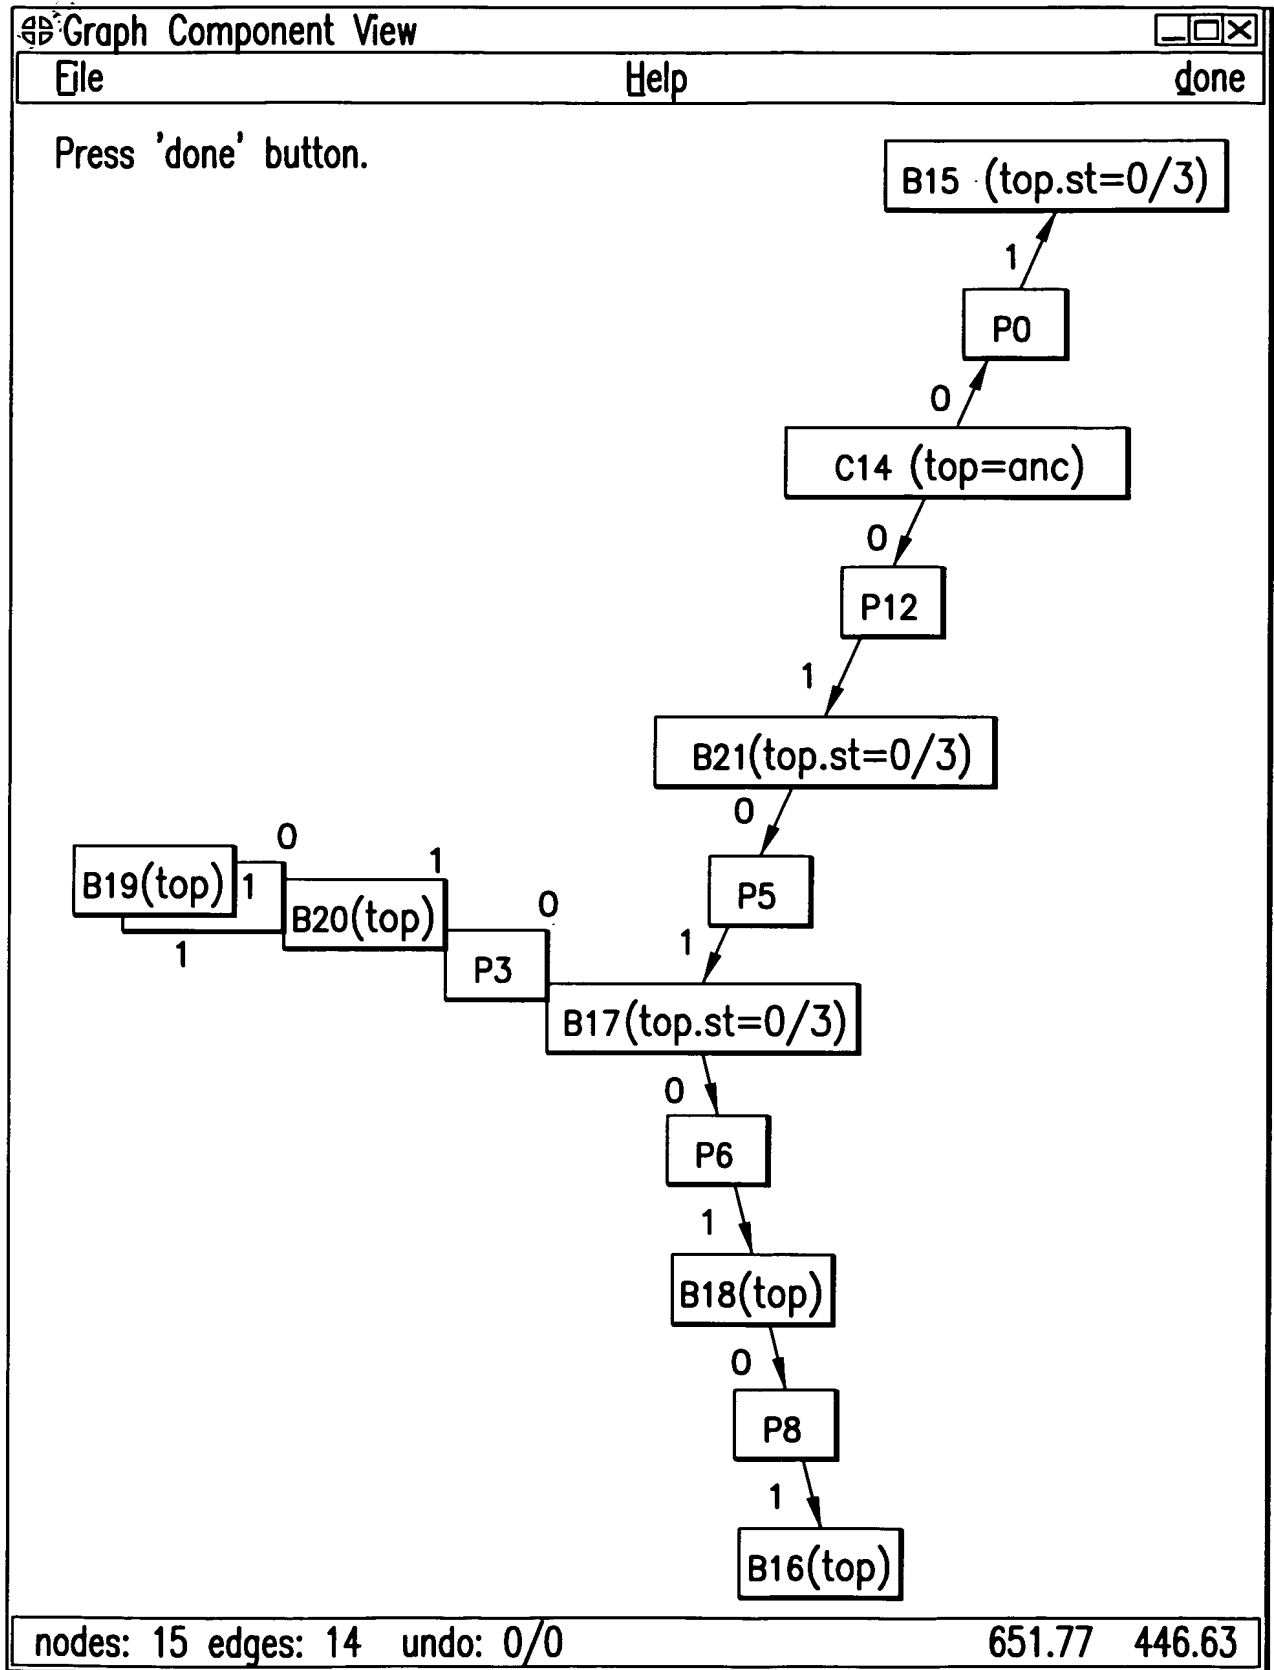 Graph Component View
File Help done
Press 'done' button.
B15 (top.st=0/3)
1
P0
0
C14 (top=anc)
0
P12
1
B21(top.st=0/3)
0
P5
1
B19(top)
1
0
1
B20(top)
1
P3
0
B17(top.st=0/3)
0
P6
1
B18(top)
0
P8
1
B16(top)
nodes: 15 edges: 14 undo: 0/0 651.77 446.63